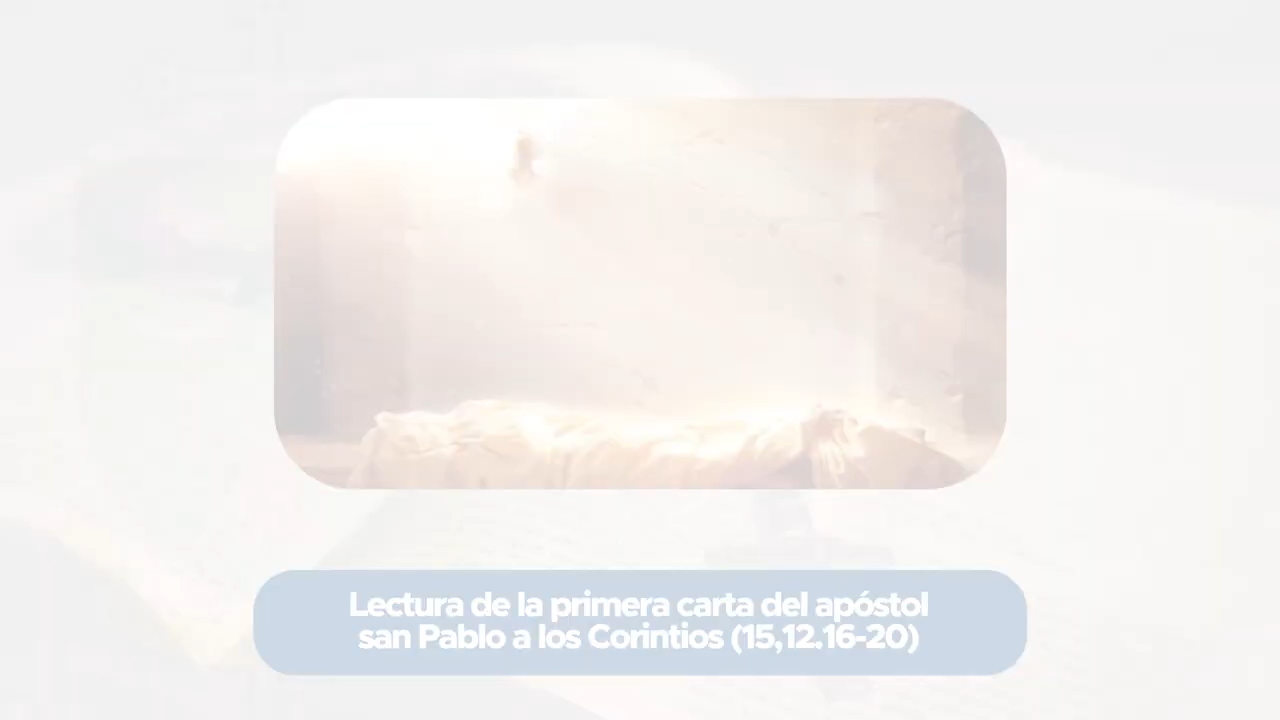 Lectura de la primera carta del apóstol
san Pablo a los Corintios (15,12.16-20)